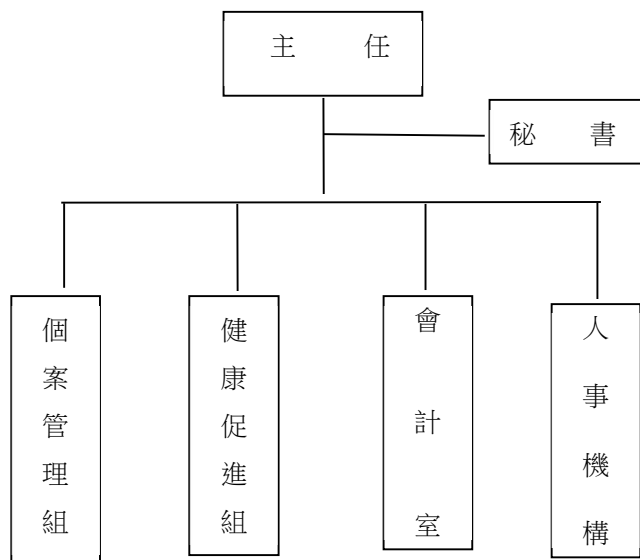 主 任
秘 書
個案管理組
健康促進組
會計室
人事機構